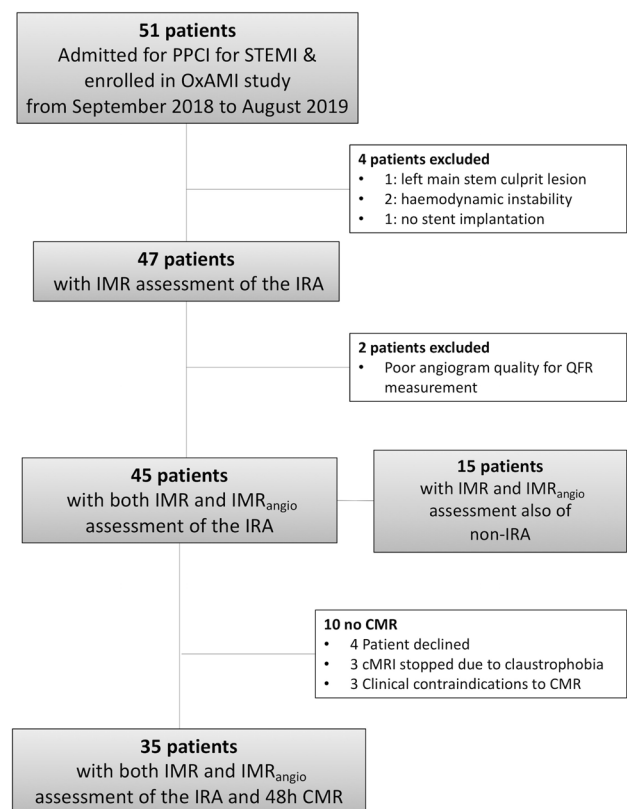 51 patients
Admitted for PPCI for STEMI &
enrolled in OxAMI study
from September 2018 to August 2019
4 patients excluded
• 1: left main stem culprit lesion
• 2: haemodynamic instability
• 1: no stent implantation
47 patients
with IMR assessment of the IRA
2 patients excluded
• Poor angiogram quality for QFR
measurement
45 patients
with both IMR and IMRangio
assessment of the IRA
15 patients
with IMR and IMRangio
assessment also of
non-IRA
10 no CMR
• 4 Patient declined
• 3 cMRI stopped due to claustrophobia
• 3 Clinical contraindications to CMR
35 patients
with both IMR and IMRangio
assessment of the IRA and 48h CMR